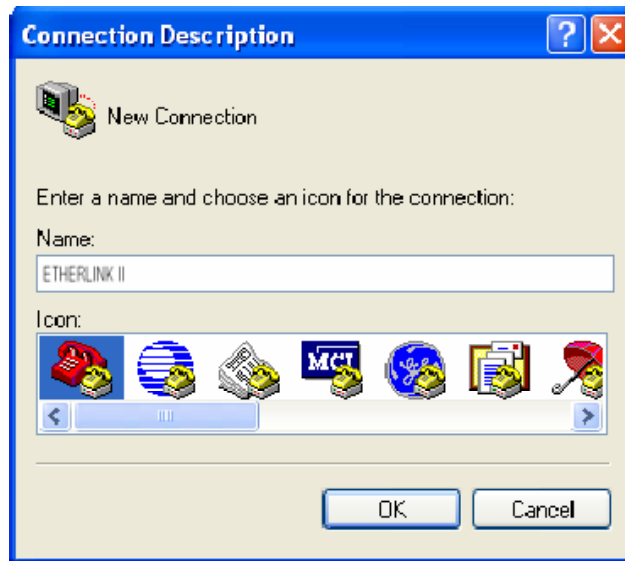 Connection Description
New Connection
Enter a name and choose an icon for the connection:
Name:
ETHERLINK II
Icon:
MCI
OK
Cancel